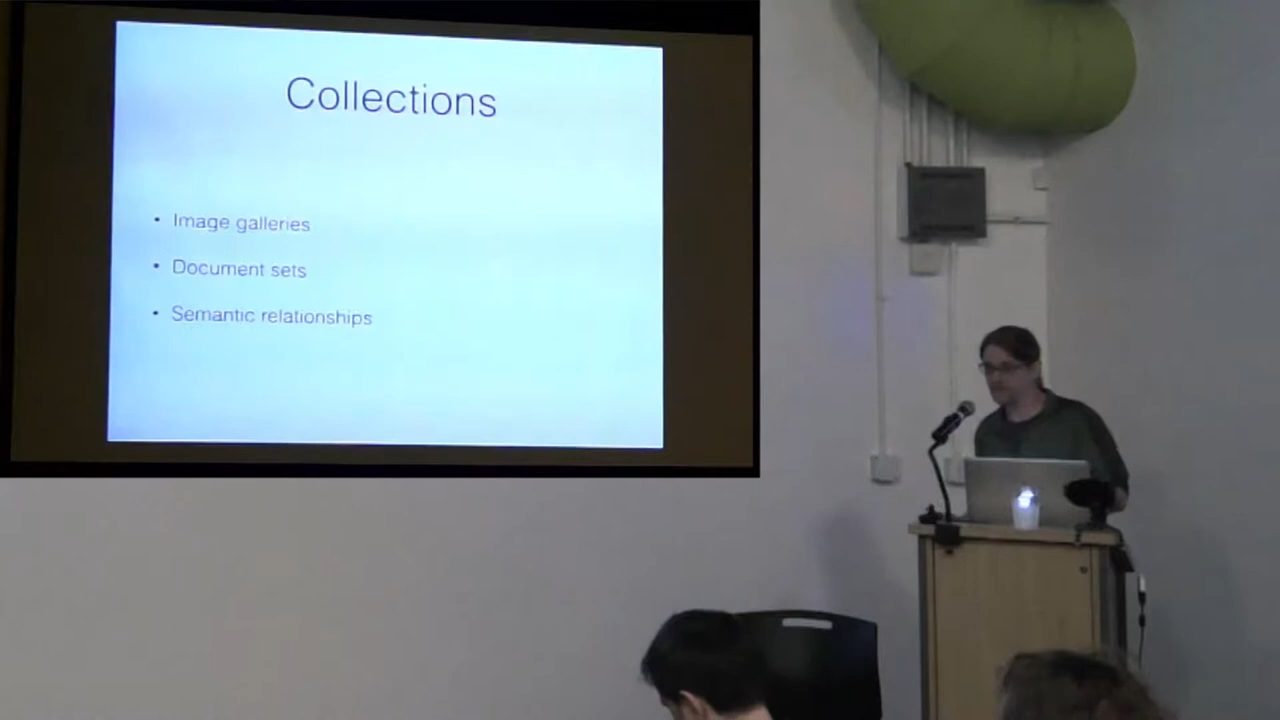 Collections
• Image galleries
• Document sets
• Semantic relationships